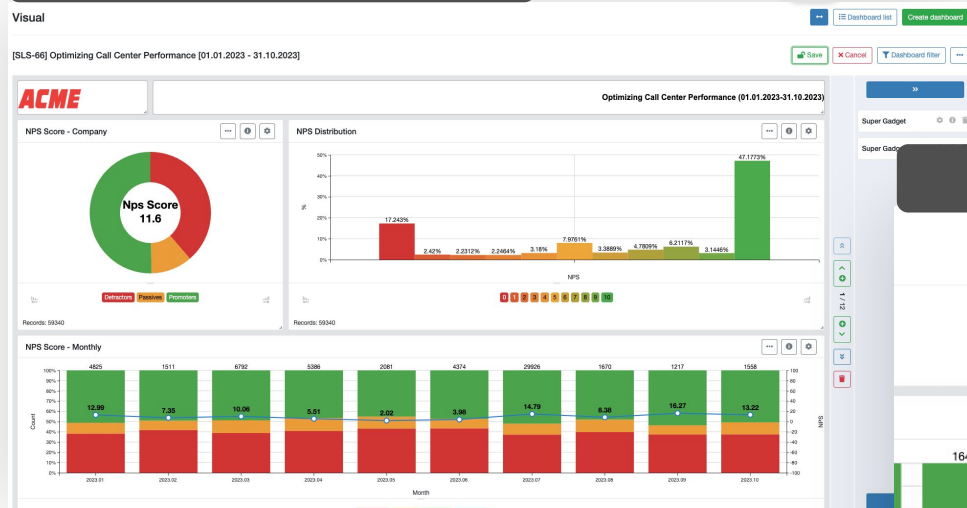 Visual
Dashboard list
Create dashboard
[SLS-66] Optimizing Call Center Performance [01.01.2023 - 31.10.2023]
Save
Cancel
Dashboard filter
ACME
Optimizing Call Center Performance (01.01.2023-31.10.2023)
Super Gadget
Super Gadg
NPS Score - Company
Nps Score
11.6
Detractors Passives Promoters
Records: 59340
NPS Distribution
50%
40%
30%
20%
10%
0%
%
17.243% 2.42% 2.2312% 2.2464% 3.18% 7.9761% 3.3889% 4.7809% 6.2117% 3.1446% 47.1773%
NPS
0 1 2 3 4 5 6 7 8 9 10
Records: 59340
1 / 12
NPS Score - Monthly
4825 1511 6792 5386 2081 4374 29926 1670 1217 1558
100%
90%
80%
70%
60%
50%
40%
30%
20%
10%
0%
Count
12.99 7.35 10.06 5.51 2.02 3.98 14.79 8.38 16.27 13.22
100
80
60
40
20
0
-20
-40
-60
-80
-100
NPS
2023.01 2023.02 2023.03 2023.04 2023.05 2023.06 2023.07 2023.08 2023.09 2023.10
Month
164